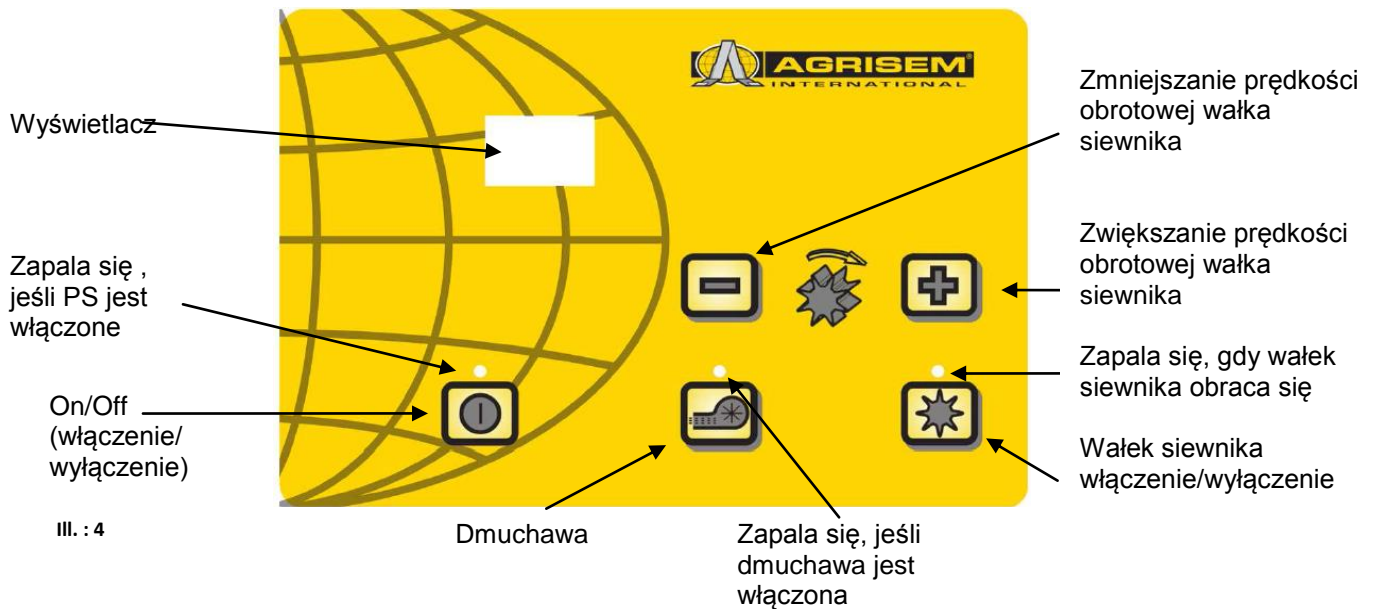 AGRISEM
INTERNATIONAL
Wyświetlacz
Zapala się ,
jeśli PS jest
włączone
On/Off
(włączenie/
wyłączenie)
Ill. : 4
Dmuchawa
Zapala się, jeśli
dmuchawa jest
włączona
Zmniejszanie prędkości
obrotowej wałka
siewnika
Zwiększanie prędkości
obrotowej wałka
siewnika
Zapala się, gdy wałek
siewnika obraca się
Wałek siewnika
włączenie/wyłączenie